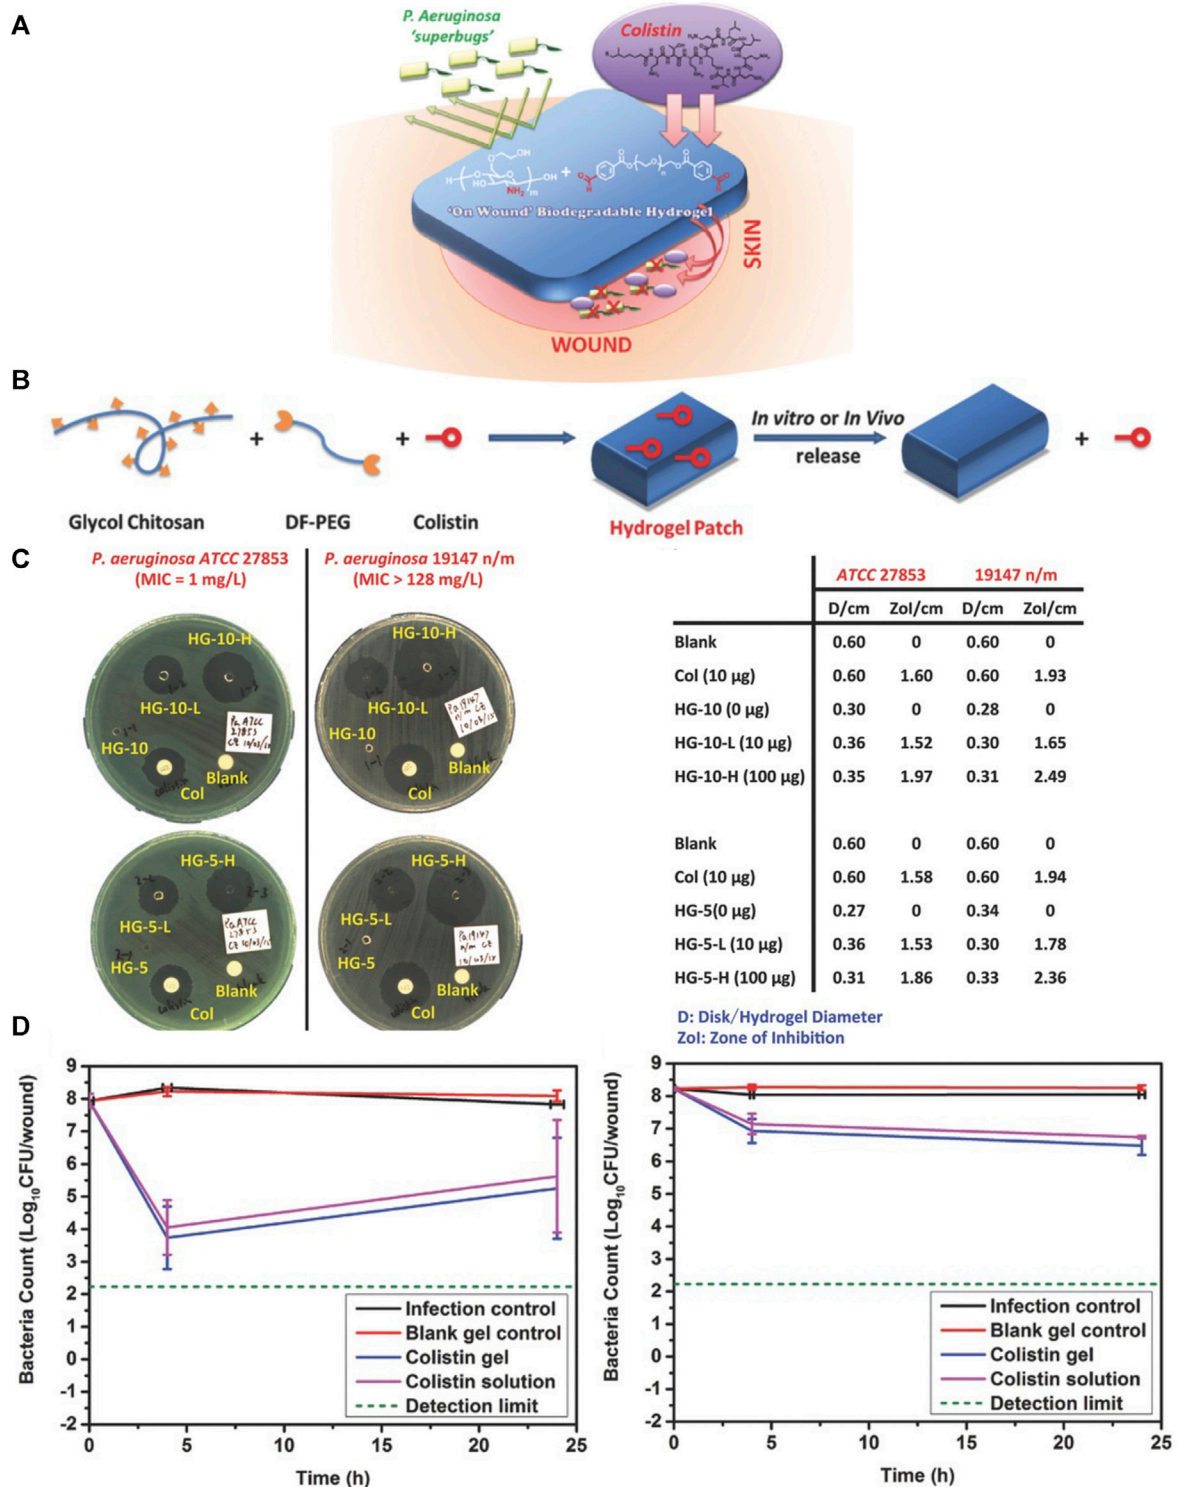 A
P. Aeruginosa
'superbugs'
Colistin
'On Wound' Biodegradable Hydrogel
SKIN
WOUND
B
Glycol Chitosan
+
DF-PEG
+
Colistin
Hydrogel Patch
In vitro or In Vivo
release
+
C
P. aeruginosa ATCC 27853
(MIC = 1 mg/L)
P. aeruginosa 19147 n/m
(MIC > 128 mg/L)
HG-10-H
HG-10-L
HG-10
Col
Blank
Pa ATCC
27853
HG-10-H
HG-10-L
HG-10
Col
Blank
Pa 19147
n/m CZ
HG-5-H
HG-5-L
HG-5
Col
Blank
Pa ATCC
27853
HG-5-H
HG-5-L
HG-5
Col
Blank
Pa 19147
n/m CZ
ATCC 27853 19147 n/m
D/cm ZoI/cm D/cm ZoI/cm
Blank 0.60 0 0.60 0
Col (10 μg) 0.60 1.60 0.60 1.93
HG-10 (0 μg) 0.30 0 0.28 0
HG-10-L (10 μg) 0.36 1.52 0.30 1.65
HG-10-H (100 μg) 0.35 1.97 0.31 2.49
Blank 0.60 0 0.60 0
Col (10 μg) 0.60 1.58 0.60 1.94
HG-5(0 μg) 0.27 0 0.34 0
HG-5-L (10 μg) 0.36 1.53 0.30 1.78
HG-5-H (100 μg) 0.31 1.86 0.33 2.36
D: Disk/Hydrogel Diameter
ZoI: Zone of Inhibition
D
Bacteria Count (Log10CFU/wound)
9
8
7
6
5
4
3
2
1
0
-1
-2
0 5 10 15 20 25
Time (h)
Infection control
Blank gel control
Colistin gel
Colistin solution
Detection limit
Bacteria Count (Log10CFU/wound)
9
8
7
6
5
4
3
2
1
0
-1
-2
0 5 10 15 20 25
Time (h)
Infection control
Blank gel control
Colistin gel
Colistin solution
Detection limit